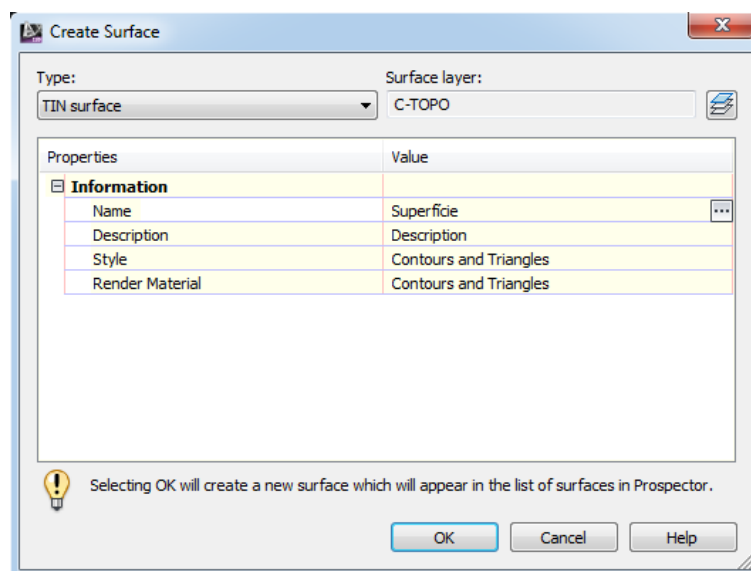 Create Surface
Type:
Surface layer:
TIN surface
C-TOPO
Properties
Value
Information
Name
Superfície
...
Description
Description
Style
Contours and Triangles
Render Material
Contours and Triangles
Selecting OK will create a new surface which will appear in the list of surfaces in Prospector.
OK
Cancel
Help